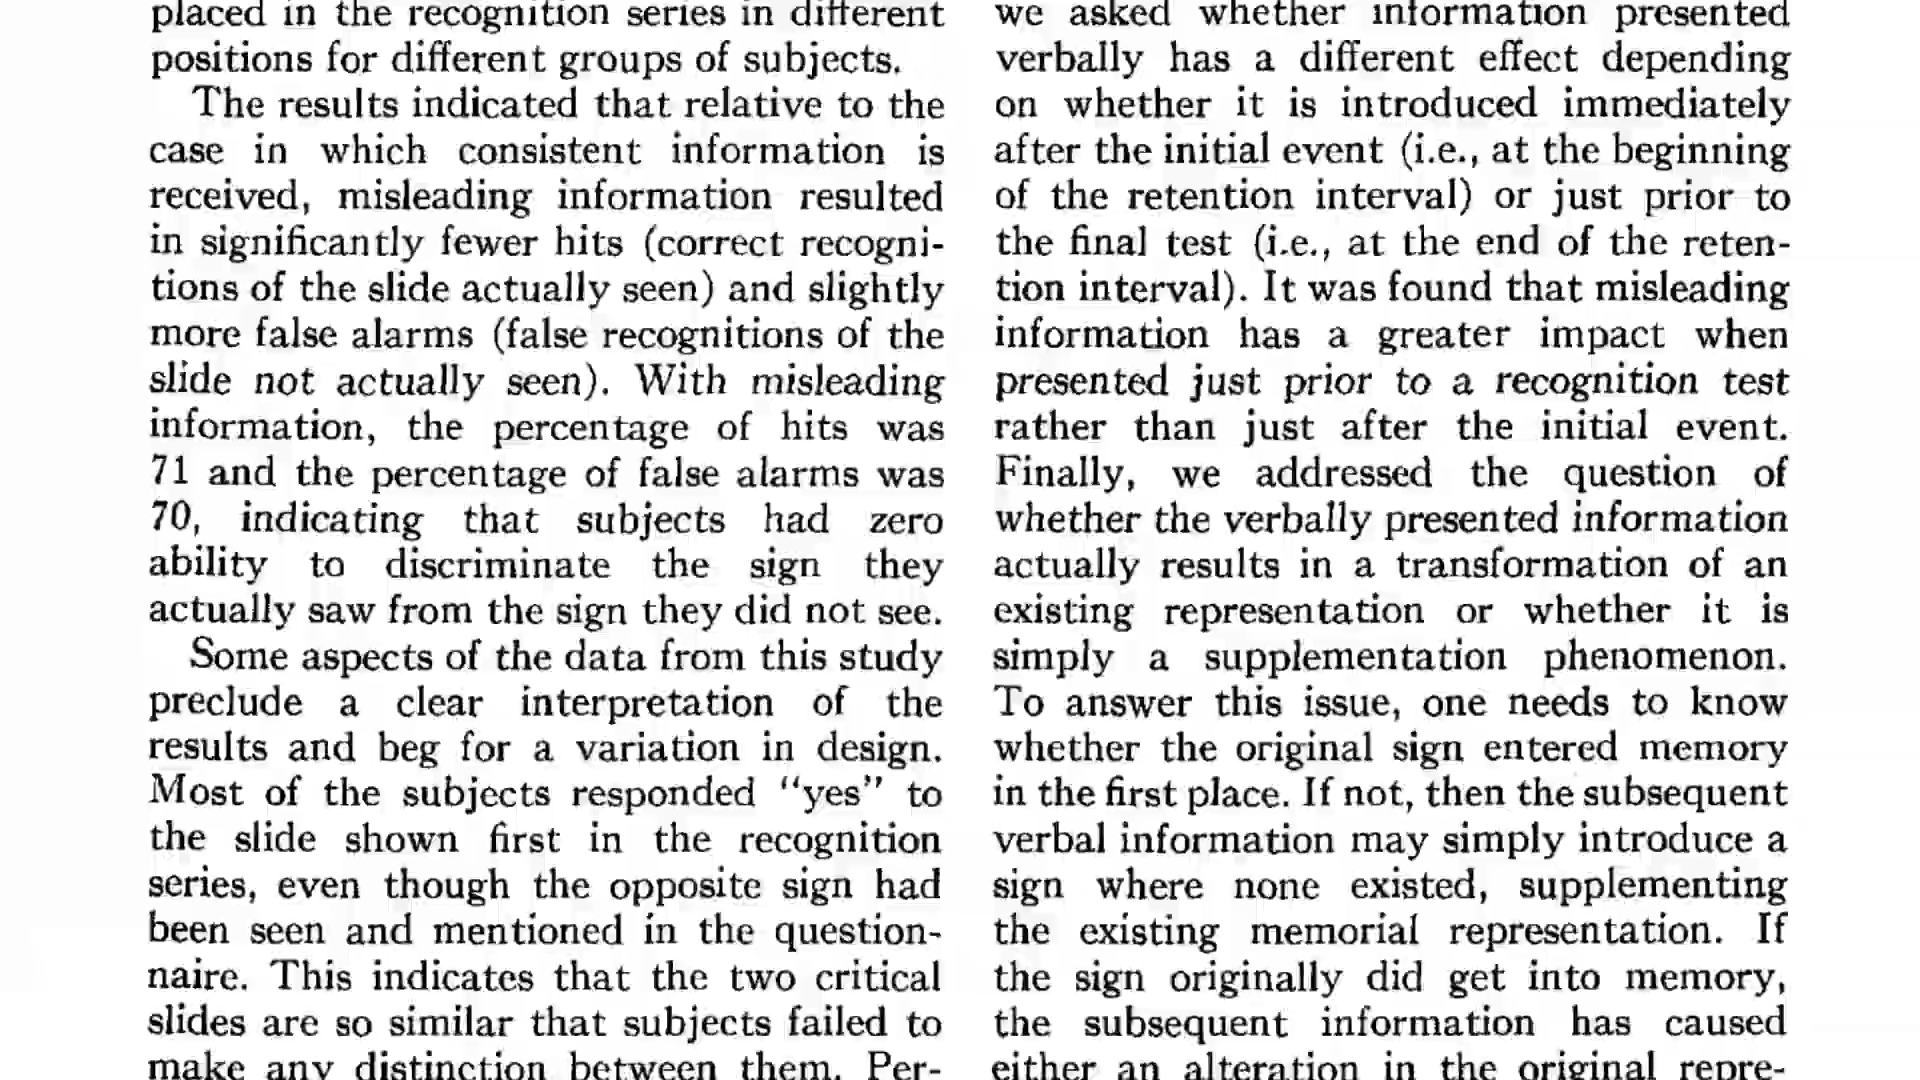 placed in the recognition series in different
positions for different groups of subjects.
The results indicated that relative to the
case in which consistent information is
received, misleading information resulted
in significantly fewer hits (correct recogni-
tions of the slide actually seen) and slightly
more false alarms (false recognitions of the
slide not actually seen). With misleading
information, the percentage of hits was
71 and the percentage of false alarms was
70, indicating that subjects had zero
ability to discriminate the sign they
actually saw from the sign they did not see.
Some aspects of the data from this study
preclude a clear interpretation of the
results and beg for a variation in design.
Most of the subjects responded “yes” to
the slide shown first in the recognition
series, even though the opposite sign had
been seen and mentioned in the question-
naire. This indicates that the two critical
slides are so similar that subjects failed to
make any distinction between them. Per-
we asked whether information presented
verbally has a different effect depending
on whether it is introduced immediately
after the initial event (i.e., at the beginning
of the retention interval) or just prior to
the final test (i.e., at the end of the reten-
tion interval). It was found that misleading
information has a greater impact when
presented just prior to a recognition test
rather than just after the initial event.
Finally, we addressed the question of
whether the verbally presented information
actually results in a transformation of an
existing representation or whether it is
simply a supplementation phenomenon.
To answer this issue, one needs to know
whether the original sign entered memory
in the first place. If not, then the subsequent
verbal information may simply introduce a
sign where none existed, supplementing
the existing memorial representation. If
the sign originally did get into memory,
the subsequent information has caused
either an alteration in the original repre-